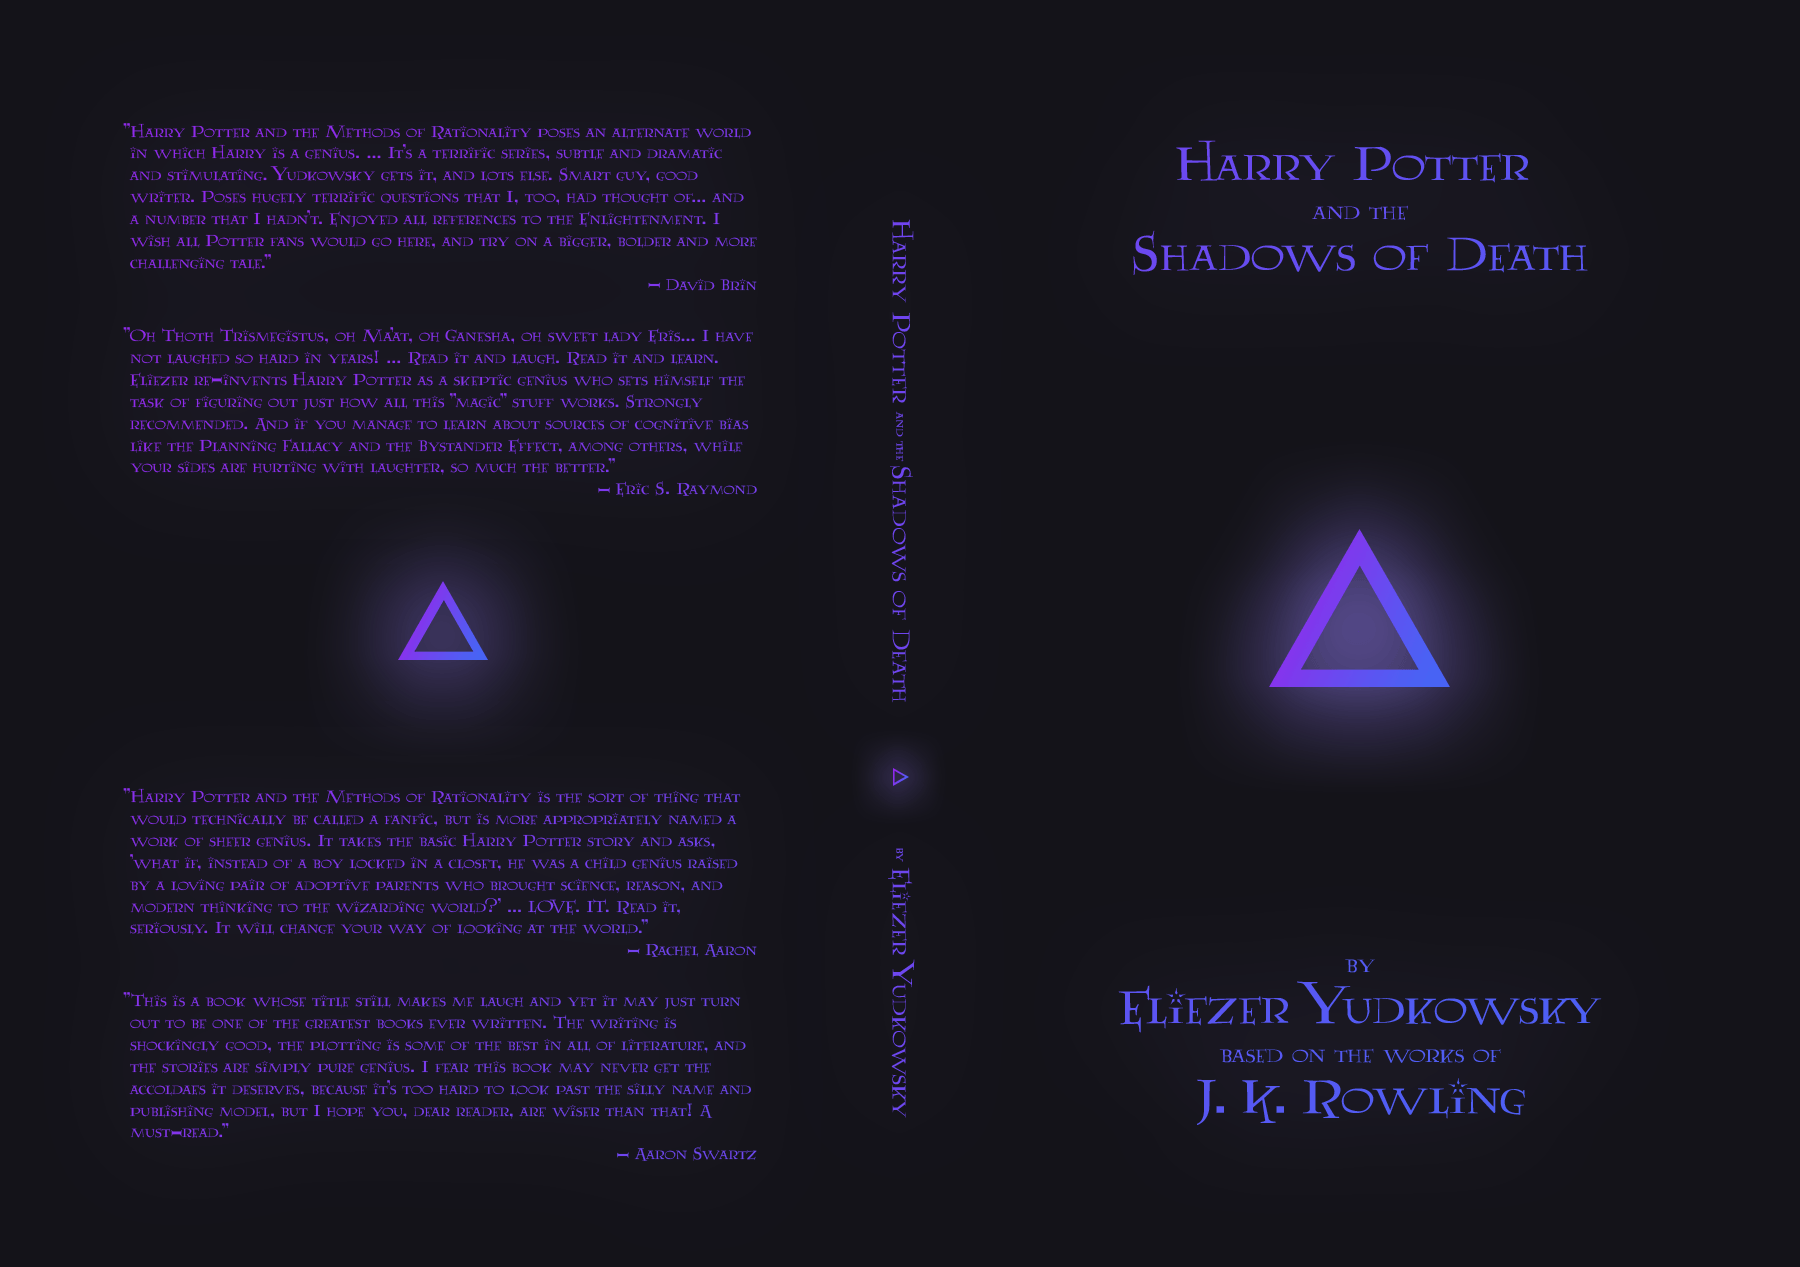 "Harry Potter and the Methods of Rationality poses an alternate world
in which Harry is a genius. ... It's a terrific series, subtle and dramatic
and stimulating. Yudkowsky gets it, and lots else. Smart guy, good
writer. Poses hugely terrific questions that I, too, had thought of... and
a number that I hadn't. Enjoyed all references to the Enlightenment. I
wish all Potter fans would go here, and try on a bigger, bolder and more
challenging tale."
- David Brin
"Oh Thoth Trismegistus, oh Ma'at, oh Ganesha, oh sweet lady Eris... I have
not laughed so hard in years! ... Read it and laugh. Read it and learn.
Eliezer re-invents Harry Potter as a skeptic genius who sets himself the
task of figuring out just how all this "magic" stuff works. Strongly
recommended. And if you manage to learn about sources of cognitive bias
like the Planning Fallacy and the Bystander Effect, among others, while
your sides are hurting with laughter, so much the better."
- Eric S. Raymond
"Harry Potter and the Methods of Rationality is the sort of thing that
would technically be called a fanfic, but is more appropriately named a
work of sheer genius. It takes the basic Harry Potter story and asks,
'what if, instead of a boy locked in a closet, he was a child genius raised
by a loving pair of adoptive parents who brought science, reason, and
modern thinking to the wizarding world?' ... LOVE. IT. Read it,
seriously. It will change your way of looking at the world."
- Rachel Aaron
"This is a book whose title still makes me laugh and yet it may just turn
out to be one of the greatest books ever written. The writing is
shockingly good, the plotting is some of the best in all of literature, and
the stories are simply pure genius. I fear this book may never get the
accoldaes it deserves, because it's too hard to look past the silly name and
publishing model, but I hope you, dear reader, are wiser than that! A
must-read."
- Aaron Swartz
Harry Potter and the Shadows of Death
by Eliezer Yudkowsky
Harry Potter
and the
Shadows of Death
by
Eliezer Yudkowsky
based on the works of
J. K. Rowling